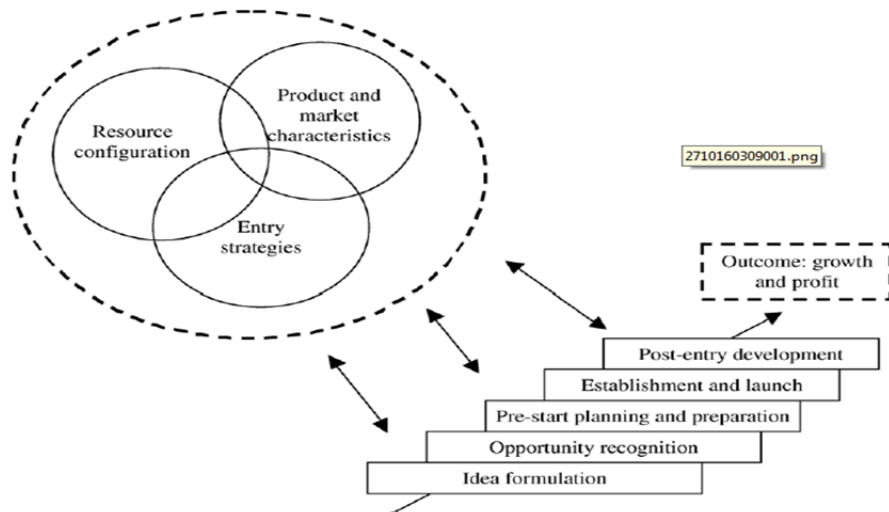 Product and
market
characteristics
Resource
configuration
Entry
strategies
2710160309001.png
Outcome: growth
and profit
Post-entry development
Establishment and launch
Pre-start planning and preparation
Opportunity recognition
Idea formulation